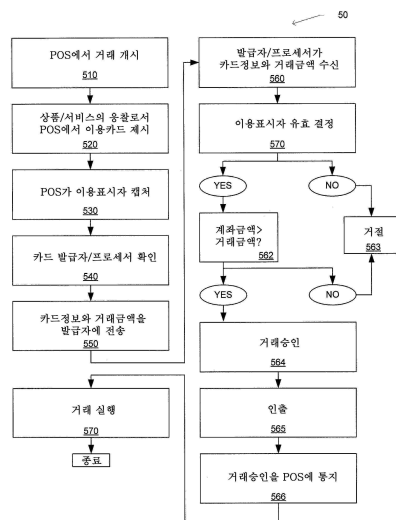 50
POS에서 거래 개시
510
상품/서비스의 응찰로서
POS에서 이용카드 제시
520
POS가 이용표시자 캡처
530
카드 발급자/프로세서 확인
540
카드정보와 거래금액을
발급자에 전송
550
발급자/프로세서가
카드정보와 거래금액 수신
560
이용표시자 유효 결정
570
YES
NO
계좌금액>
거래금액?
562
거절
563
YES
NO
거래승인
564
인출
565
거래승인을 POS에 통지
566
거래 실행
570
종료